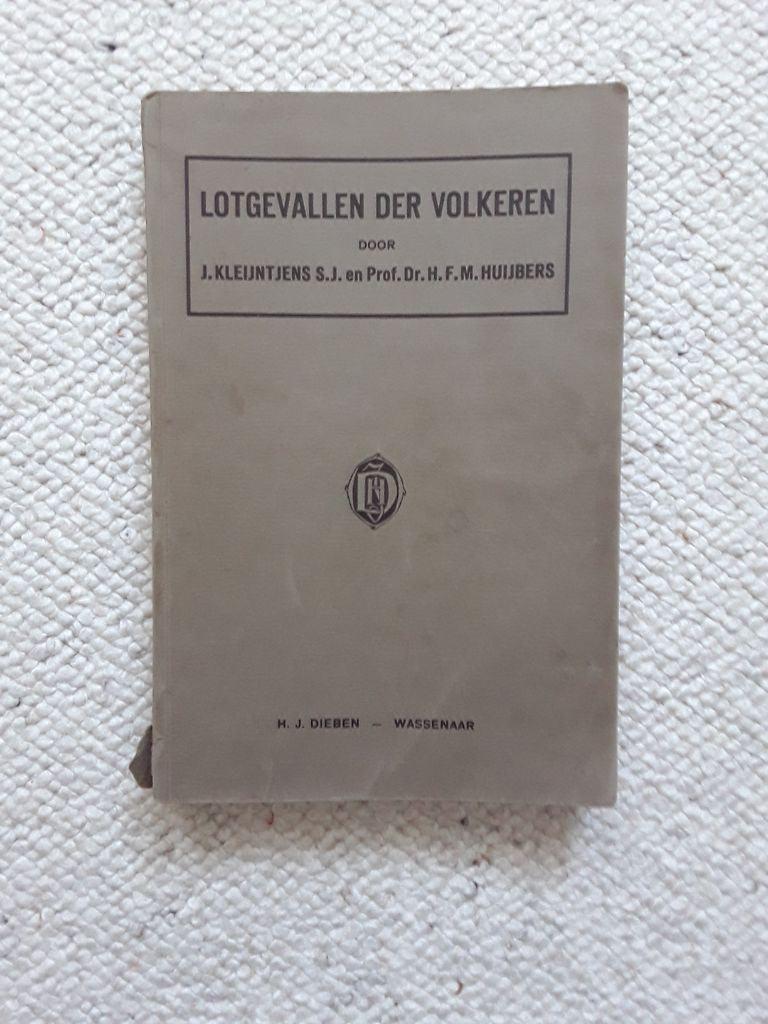 LOTGEVALLEN DER VOLKEREN
DOOR
J. KLEIJNTJENS S.J. en Prof. Dr. H. F. M. HUIJBERS
H. J. DIEBEN — WASSENAAR